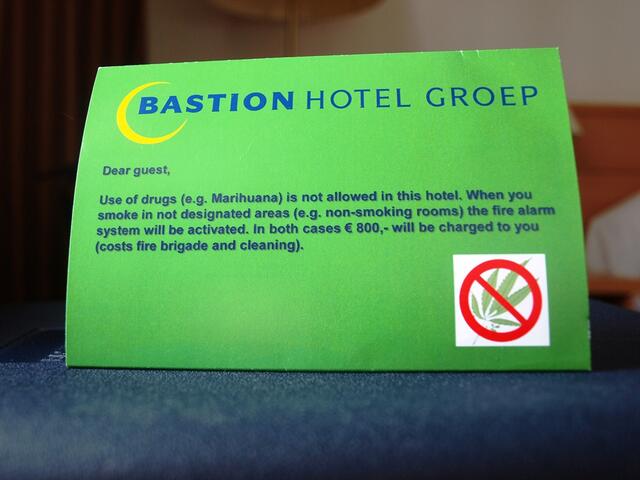 BASTION HOTEL GROEP
Dear guest,
Use of drugs (e.g. Marihuana) is not allowed in this hotel. When you
smoke in not designated areas (e.g. non-smoking rooms) the fire alarm
system will be activated. In both cases € 800,- will be charged to you
(costs fire brigade and cleaning).